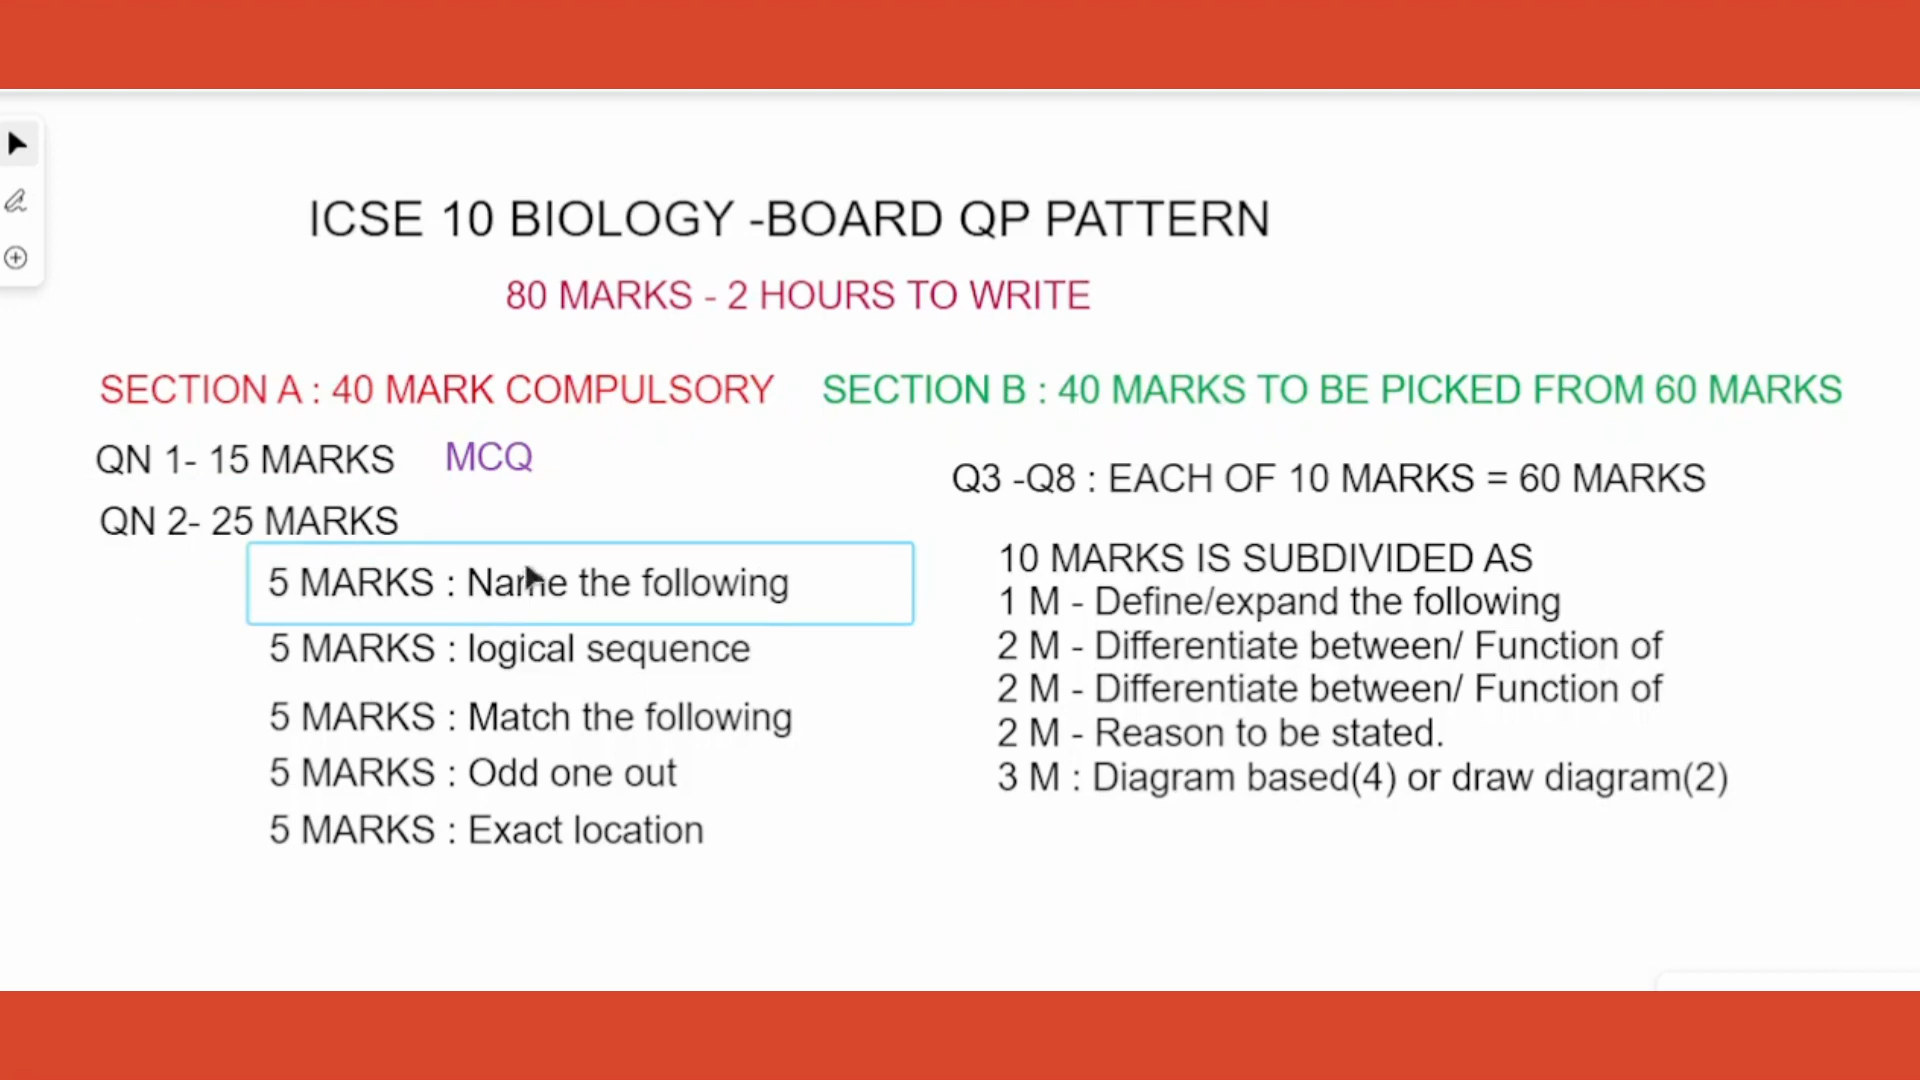 ICSE 10 BIOLOGY -BOARD QP PATTERN
80 MARKS - 2 HOURS TO WRITE
SECTION A : 40 MARK COMPULSORY
QN 1- 15 MARKS MCQ
QN 2- 25 MARKS
5 MARKS : Name the following
5 MARKS : logical sequence
5 MARKS : Match the following
5 MARKS : Odd one out
5 MARKS : Exact location
SECTION B : 40 MARKS TO BE PICKED FROM 60 MARKS
Q3 -Q8 : EACH OF 10 MARKS = 60 MARKS
10 MARKS IS SUBDIVIDED AS
1 M - Define/expand the following
2 M - Differentiate between/ Function of
2 M - Differentiate between/ Function of
2 M - Reason to be stated.
3 M : Diagram based(4) or draw diagram(2)